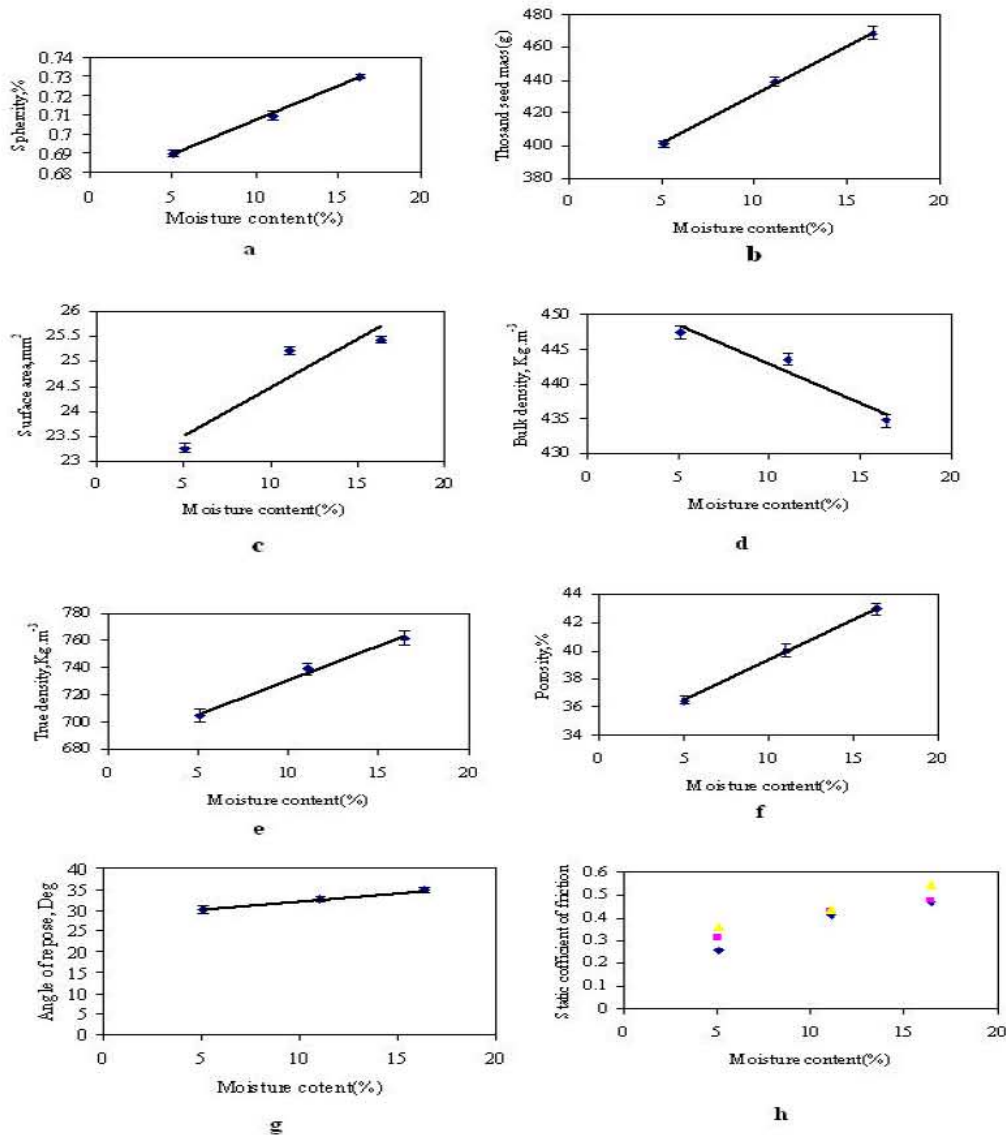 Sphericity,%
0.74
0.73
0.72
0.71
0.7
0.69
0.68
0 5 10 15 20
Moisture content(%)
a
Thosand seed mass(g)
480
460
440
420
400
380
0 5 10 15 20
Moisture content(%)
b
Surface area,mm²
26
25.5
25
24.5
24
23.5
23
0 5 10 15 20
Moisture content(%)
c
Bulk density, Kg.m⁻³
450
445
440
435
430
0 5 10 15 20
Moisture content(%)
d
True density,Kg.m⁻³
780
760
740
720
700
680
0 5 10 15 20
Moisture content(%)
e
Porosity,%
44
42
40
38
36
34
0 5 10 15 20
Moisture content(%)
f
Angle of repose, Deg
40
35
30
25
20
15
10
5
0
0 5 10 15 20
Moisture cotent(%)
g
Static cofficient of friction
0.6
0.5
0.4
0.3
0.2
0.1
0
0 5 10 15 20
Moisture content(%)
h